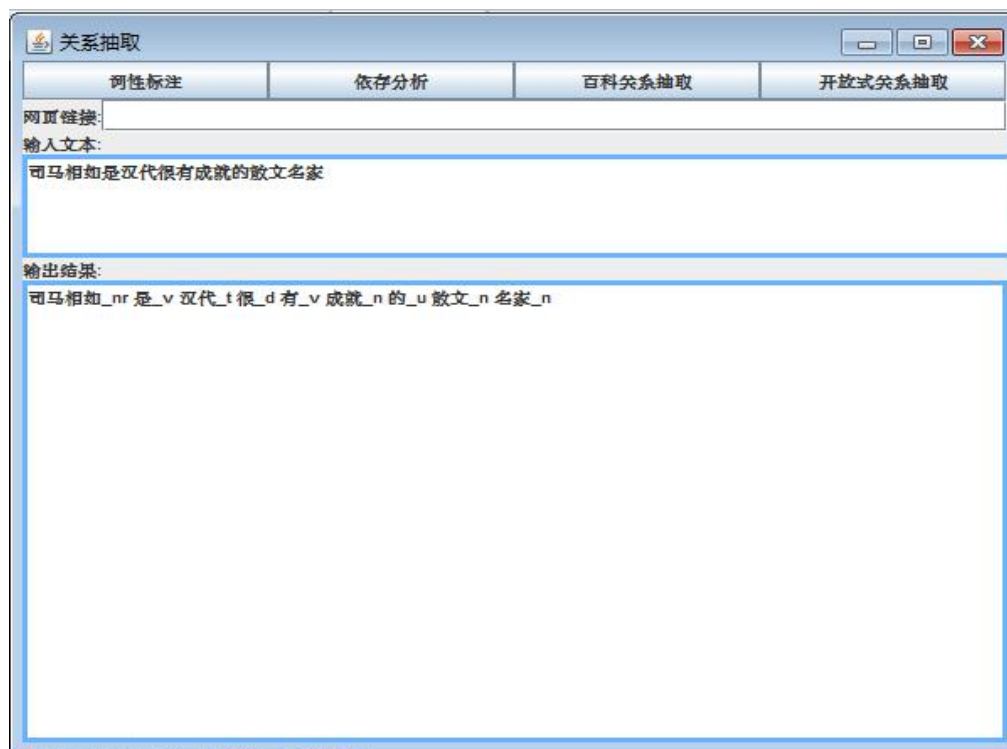 关系抽取
词性标注 依存分析 百科关系抽取 开放式关系抽取
网页链接:
输入文本:
司马相如是汉代很有成就的散文名家
输出结果:
司马相如_nr 是_v 汉代_t 很_d 有_v 成就_n 的_u 散文_n 名家_n